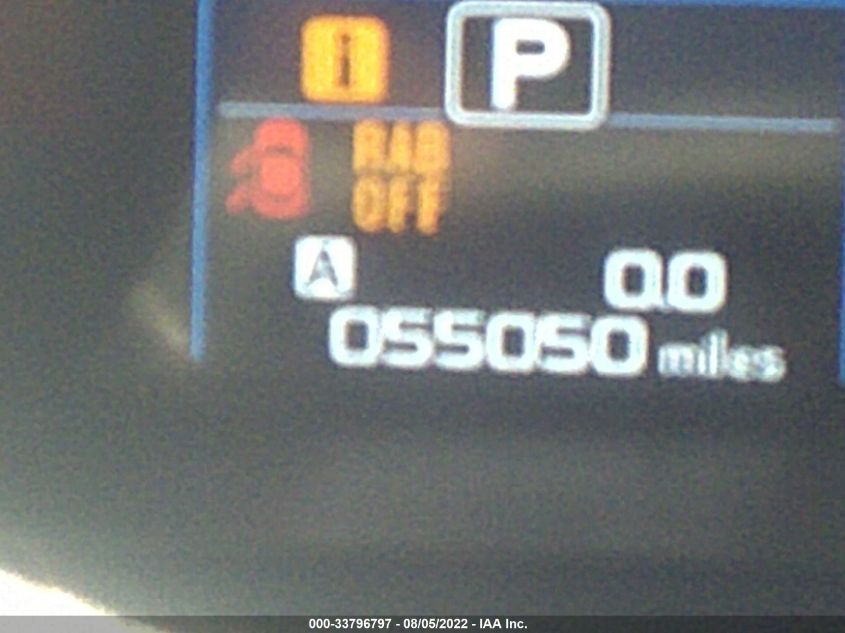 i P
RAB
OFF
A 0.0
055050 miles
000-33796797 - 08/05/2022 - IAA Inc.